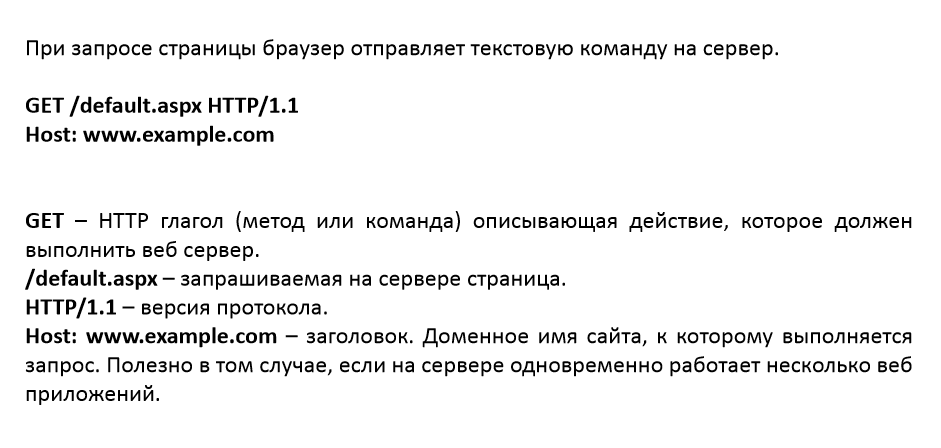 При запросе страницы браузер отправляет текстовую команду на сервер.
GET /default.aspx HTTP/1.1
Host: www.example.com
GET – HTTP глагол (метод или команда) описывающая действие, которое должен
выполнить веб сервер.
/default.aspx – запрашиваемая на сервере страница.
HTTP/1.1 – версия протокола.
Host: www.example.com – заголовок. Доменное имя сайта, к которому выполняется
запрос. Полезно в том случае, если на сервере одновременно работает несколько веб
приложений.